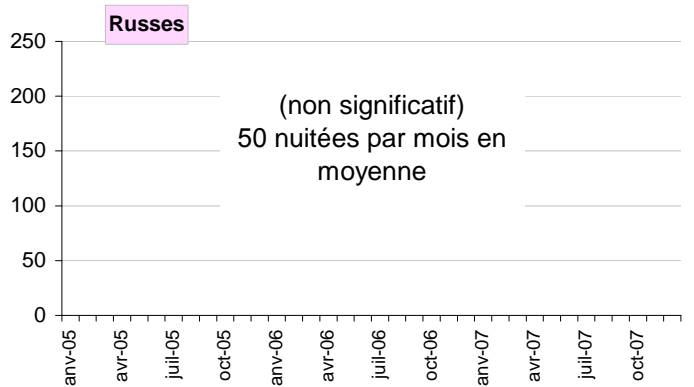 Russes
250
200
150
100
50
0
(non significatif)
50 nuitées par mois en
moyenne
anv-05
avr-05
juil-05
oct-05
anv-06
avr-06
juil-06
oct-06
anv-07
avr-07
juil-07
oct-07